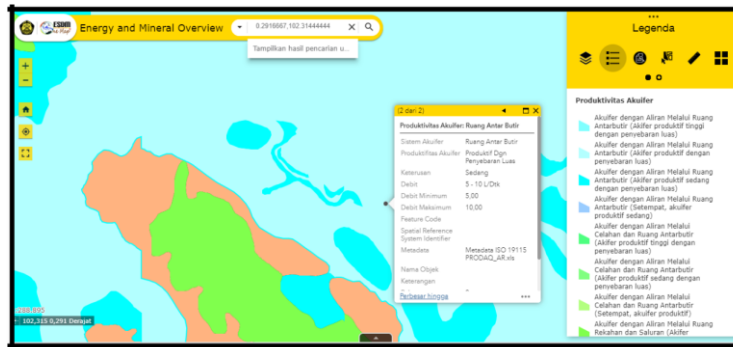 ESDM
Energy and Mineral Overview
0.2916667,102.31444444
Tampilkan hasil pencarian u...
Legenda
Produktivitas Akuifer
Akuifer dengan Aliran Melalui Ruang
Antarbutir (Akifer produktif tinggi
dengan penyebaran luas)
Akuifer dengan Aliran Melalui Ruang
Antarbutir (Akifer produktif dengan
penyebaran luas)
Akuifer dengan Aliran Melalui Ruang
Antarbutir (Akifer produktif sedang
dengan penyebaran luas)
Akuifer dengan Aliran Melalui Ruang
Antarbutir (Setempat, akuifer
produktif sedang)
Akuifer dengan Aliran Melalui
Celahan dan Ruang Antarbutir
(Akifer produktif tinggi dengan
penyebaran luas)
Akuifer dengan Aliran Melalui
Celahan dan Ruang Antarbutir
(Akifer produktif sedang dengan
penyebaran luas)
Akuifer dengan Aliran Melalui
Celahan dan Ruang Antarbutir
(Setempat, akuifer produktif)
Akuifer dengan Aliran Melalui Ruang
Rekahan dan Saluran (Akifer
(2 dari 2)
Produktivitas Akuifer: Ruang Antar Butir
Sistem Akuifer Ruang Antar Butir
Produktifitas Akuifer Produktif Dgn
Penyebaran Luas
Keterusan Sedang
Debit 5 - 10 L/Dtk
Debit Minimum 5,00
Debit Maksimum 10,00
Feature Code
Spatial Reference
System Identifier
Metadata Metadata ISO 19115
PRODAQ_AR.xls
Nama Objek
Keterangan
Perbesar hingga
102,315 0,291 Derajat